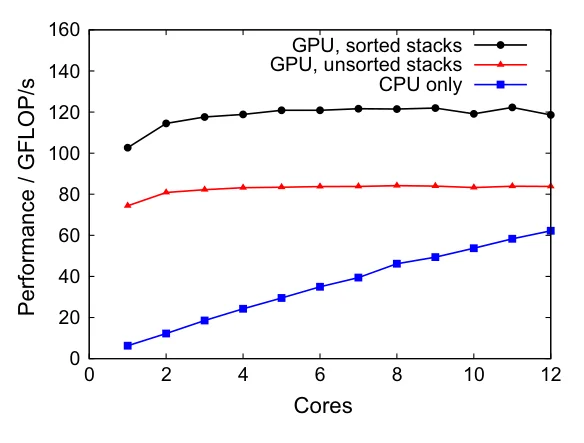 160
140
120
100
80
60
40
20
0
Performance / GFLOP/s
GPU, sorted stacks
GPU, unsorted stacks
CPU only
0 2 4 6 8 10 12
Cores